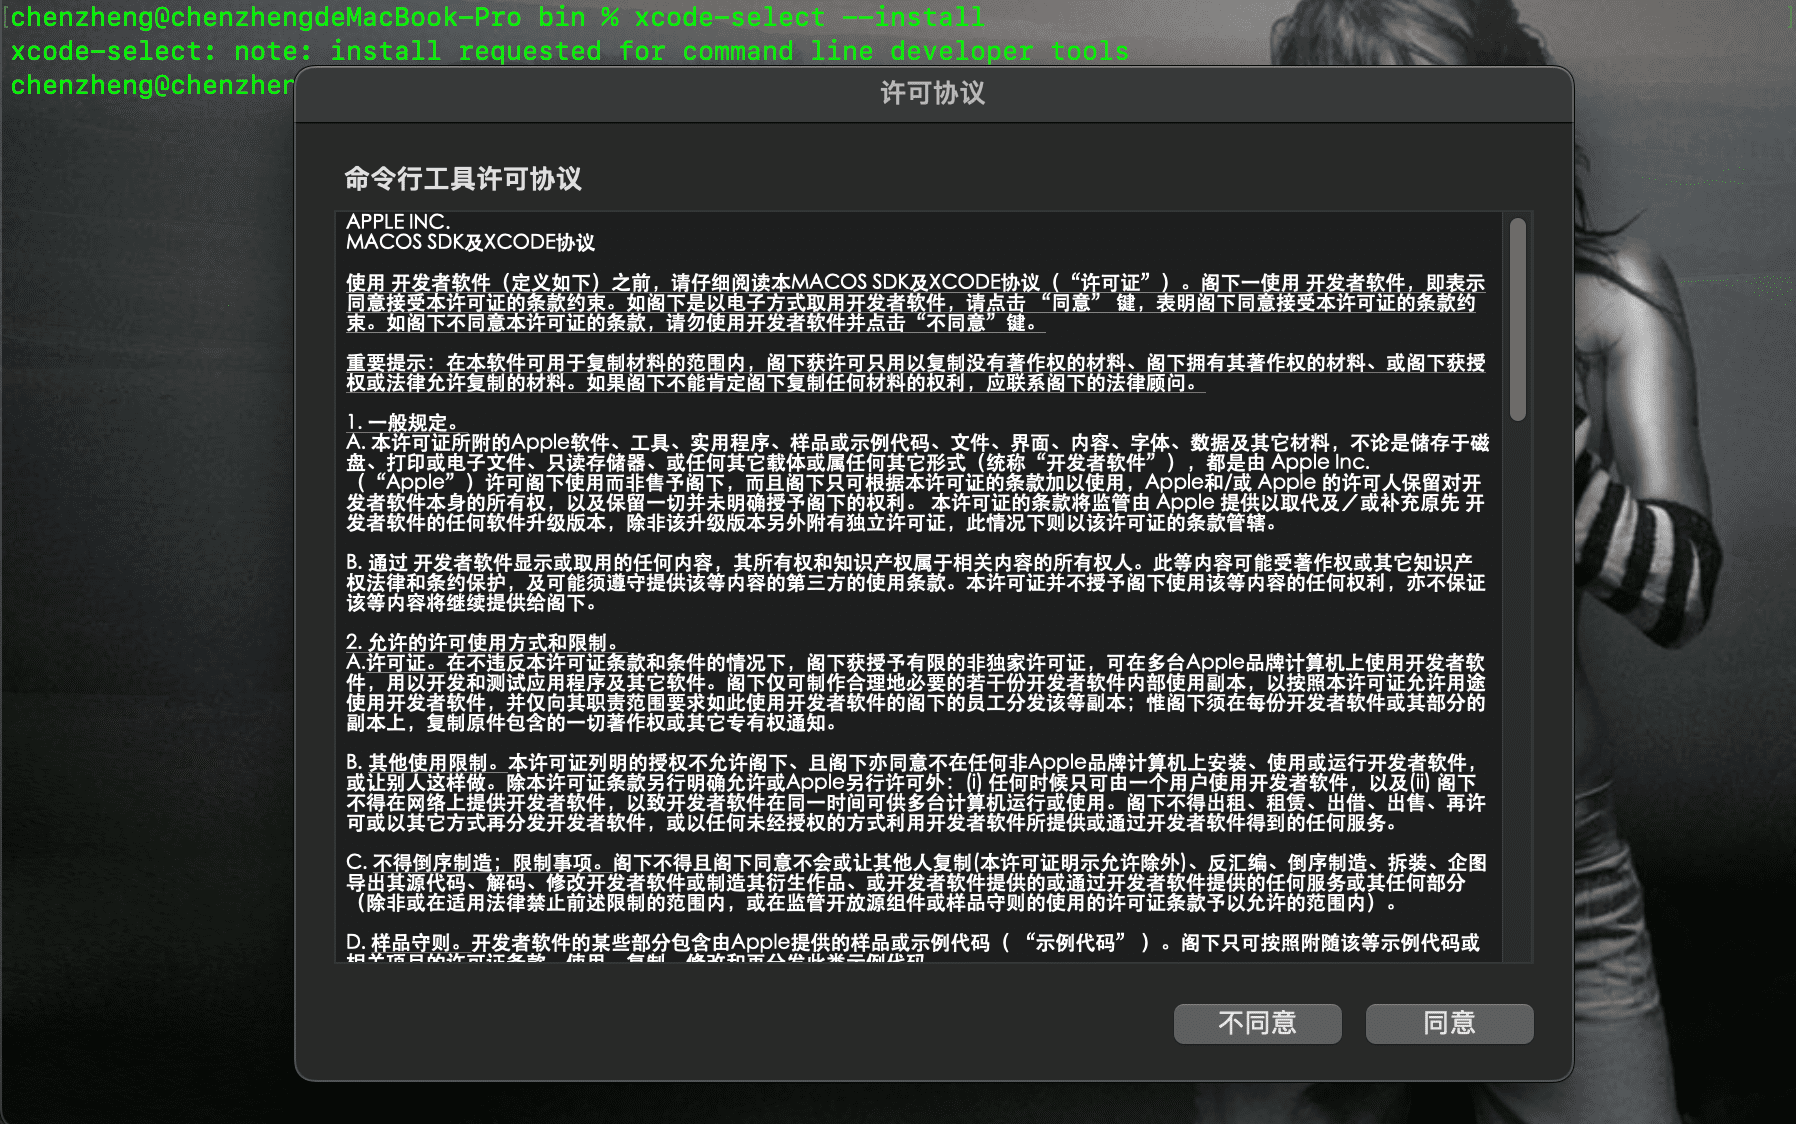 chenzheng@chenzhengdeMacBook-Pro bin % xcode-select --install
xcode-select: note: install requested for command line developer tools
chenzheng@chenzhen
许可协议
命令行工具许可协议
APPLE INC.
MACOS SDK及XCODE协议
使用 开发者软件（定义如下）之前，请仔细阅读本MACOS SDK及XCODE协议（“许可证”）。阁下一使用 开发者软件，即表示
同意接受本许可证的条款约束。如阁下是以电子方式取用开发者软件，请点击 “同意” 键，表明阁下同意接受本许可证的条款约
束。如阁下不同意本许可证的条款，请勿使用开发者软件并点击“不同意”键。
重要提示：在本软件可用于复制材料的范围内，阁下获许可只用以复制没有著作权的材料、阁下拥有其著作权的材料、或阁下获授
权或法律允许复制的材料。如果阁下不能肯定阁下复制任何材料的权利，应联系阁下的法律顾问。
1. 一般规定。
A. 本许可证所附的Apple软件、工具、实用程序、样品或示例代码、文件、界面、内容、字体、数据及其它材料，不论是储存于磁
盘、打印或电子文件、只读存储器、或任何其它载体或属任何其它形式（统称“开发者软件”），都是由 Apple Inc.
（“Apple”）许可阁下使用而非售予阁下，而且阁下只可根据本许可证的条款加以使用，Apple和/或 Apple 的许可人保留对开
发者软件本身的所有权，以及保留一切并未明确授予阁下的权利。 本许可证的条款将监管由 Apple 提供以取代及／或补充原先 开
发者软件的任何软件升级版本，除非该升级版本另外附有独立许可证，此情况下则以该许可证的条款管辖。
B. 通过 开发者软件显示或取用的任何内容，其所有权和知识产权属于相关内容的所有权人。此等内容可能受著作权或其它知识产
权法律和条约保护，及可能须遵守提供该等内容的第三方的使用条款。本许可证并不授予阁下使用该等内容的任何权利，亦不保证
该等内容将继续提供给阁下。
2. 允许的许可使用方式和限制。
A.许可证。在不违反本许可证条款和条件的情况下，阁下获授予有限的非独家许可证，可在多台Apple品牌计算机上使用开发者软
件，用以开发和测试应用程序及其它软件。阁下仅可制作合理地必要的若干份开发者软件内部使用副本，以按照本许可证允许用途
使用开发者软件，并仅向其职责范围要求如此使用开发者软件的阁下的员工分发该等副本；惟阁下须在每份开发者软件或其部分的
副本上，复制原件包含的一切著作权或其它专有权通知。
B. 其他使用限制。本许可证列明的授权不允许阁下、且阁下亦同意不在任何非Apple品牌计算机上安装、使用或运行开发者软件，
或让别人这样做。除本许可证条款另行明确允许或Apple另行许可外：(i) 任何时候只可由一个用户使用开发者软件，以及(ii) 阁下
不得在网络上提供开发者软件，以致开发者软件在同一时间可供多台计算机运行或使用。阁下不得出租、租赁、出借、出售、再许
可或以其它方式再分发开发者软件，或以任何未经授权的方式利用开发者软件所提供或通过开发者软件得到的任何服务。
C. 不得倒序制造；限制事项。阁下不得且阁下同意不会或让其他人复制(本许可证明示允许除外)、反汇编、倒序制造、拆装、企图
导出其源代码、解码、修改开发者软件或制造其衍生作品、或开发者软件提供的或通过开发者软件提供的任何服务或其任何部分
（除非或在适用法律禁止前述限制的范围内，或在监管开放源组件或样品守则的使用的许可证条款予以允许的范围内）。
D. 样品守则。开发者软件的某些部分包含由Apple提供的样品或示例代码（ “示例代码” ）。阁下只可按照附随该等示例代码或
相关项目的许可证条款，使用、复制、修改和再分发此类示例代码
不同意
同意